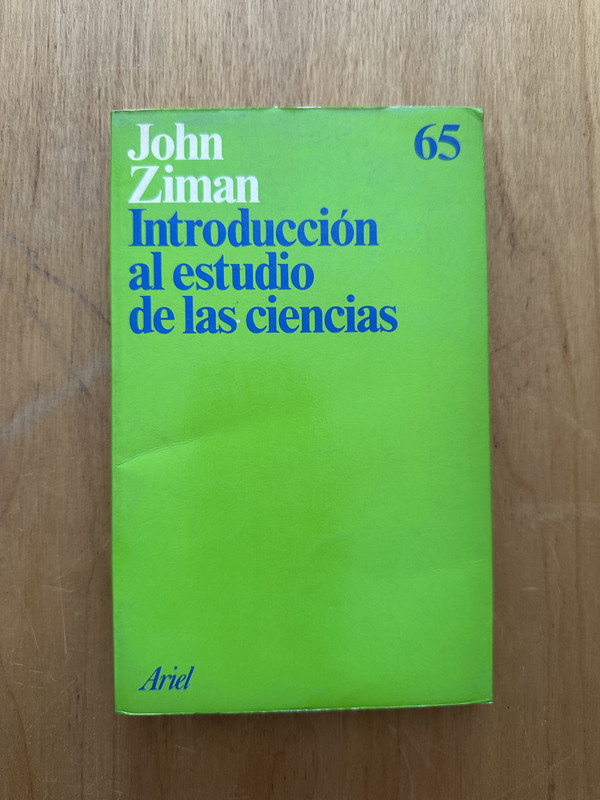 John
Ziman
65
Introducción
al estudio
de las ciencias
Ariel